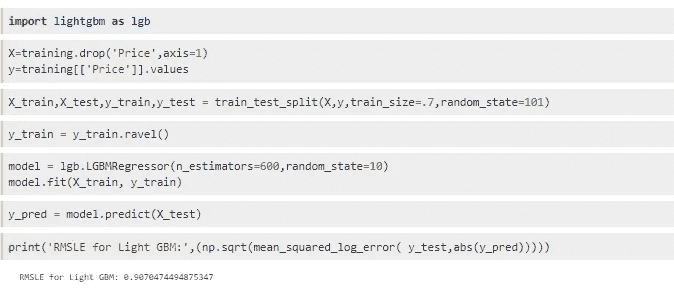 import lightgbm as lgb
X=training.drop('Price',axis=1)
y=training[['Price']].values
X_train,X_test,y_train,y_test = train_test_split(X,y,train_size=.7,random_state=101)
y_train = y_train.ravel()
model = lgb.LGBMRegressor(n_estimators=600,random_state=10)
model.fit(X_train, y_train)
y_pred = model.predict(X_test)
print('RMSLE for Light GBM:',(np.sqrt(mean_squared_log_error( y_test,abs(y_pred)))))
RMSLE for Light GBM: 0.9070474494875347